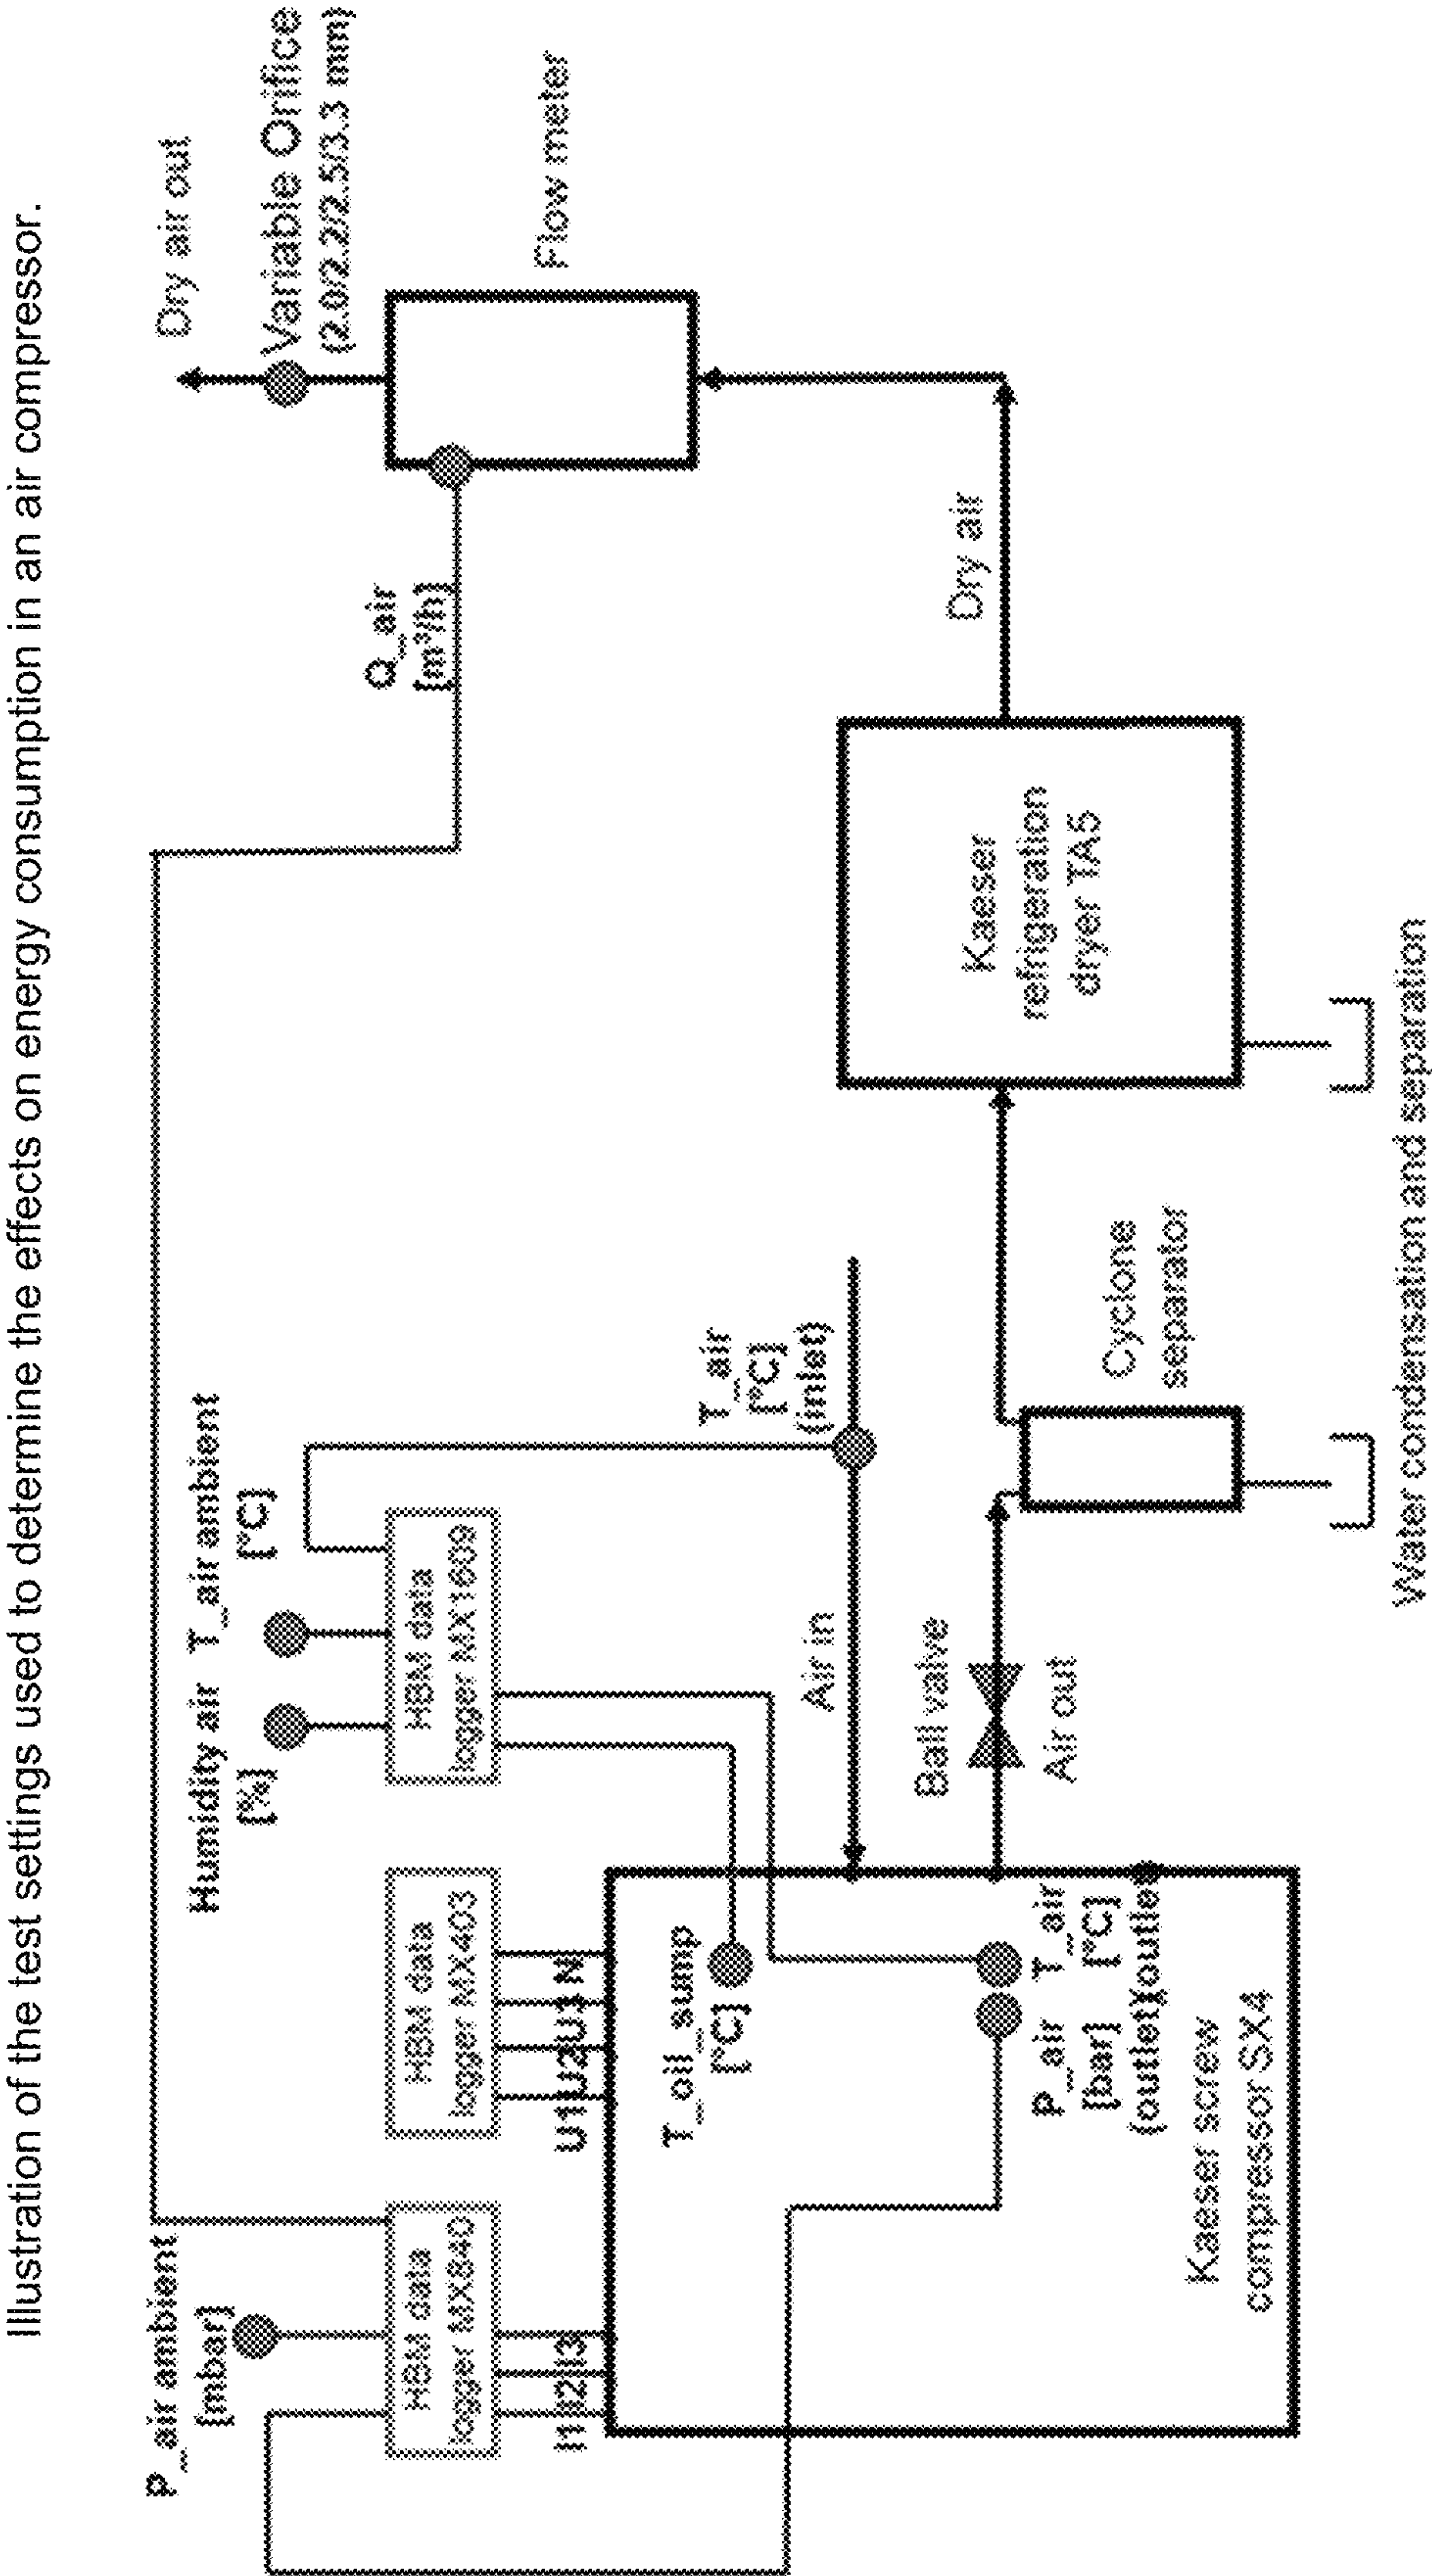 Illustration of the test settings used to determine the effects on energy consumption in an air compressor.
P_air ambient
[mbar]
Humidity air
[%]
T_air ambient
[°C]
Dry air out
Variable Orifice
(2.0/2.2/2.5/3.3 mm)
HBM data
logger MX840
HBM data
logger MX403
HBM data
logger MX1609
Q_air
[m³/h]
Flow meter
I1 I2 I3
U1 U2 U1 N
T_oil_sump
[°C]
T_air
[°C]
(inlet)
Air in
Ball valve
Air out
Dry air
P_air
[bar]
(outlet)
T_air
[°C]
(outlet)
Kaeser screw
compressor SX4
Cyclone
separator
Kaeser
refrigeration
dryer TA5
Water condensation and separation